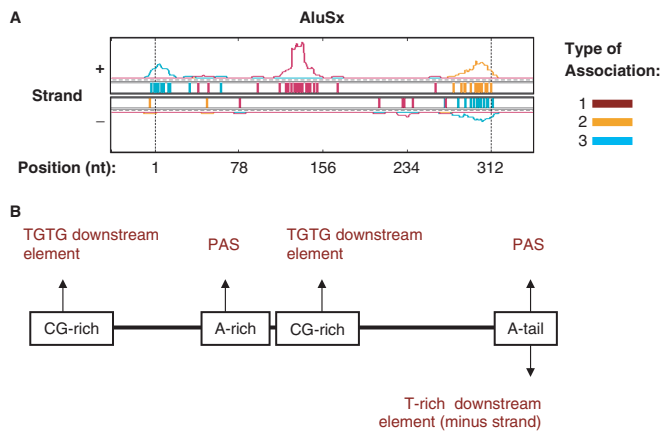 A
AluSx
+
Strand
–
Position (nt):
1
78
156
234
312
Type of
Association:
1
2
3
B
TGTG downstream
element
PAS
TGTG downstream
element
PAS
CG-rich
A-rich
CG-rich
A-tail
T-rich downstream
element (minus strand)